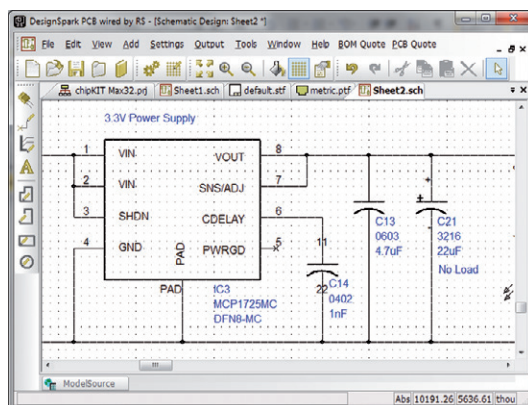 DesignSpark PCB wired by RS - [Schematic Design: Sheet2 *]
File Edit View Add Settings Output Tools Window Help BOM Quote PCB Quote
chipKIT Max32.prj Sheet1.sch default.stf metric.ptf Sheet2.sch
3.3V Power Supply
1 VIN VOUT 8
2 VIN SNS/ADJ 7
3 SHDN CDELAY 6
4 GND PAD PWRGD 5
PAD
IC3
MCP1725MC
DFN8-MC
11
22
C14
0402
1nF
C13
0603
4.7uF
+
+
C21
3216
22uF
-
No Load
ModelSource
Abs 10191.26 5636.61 thou